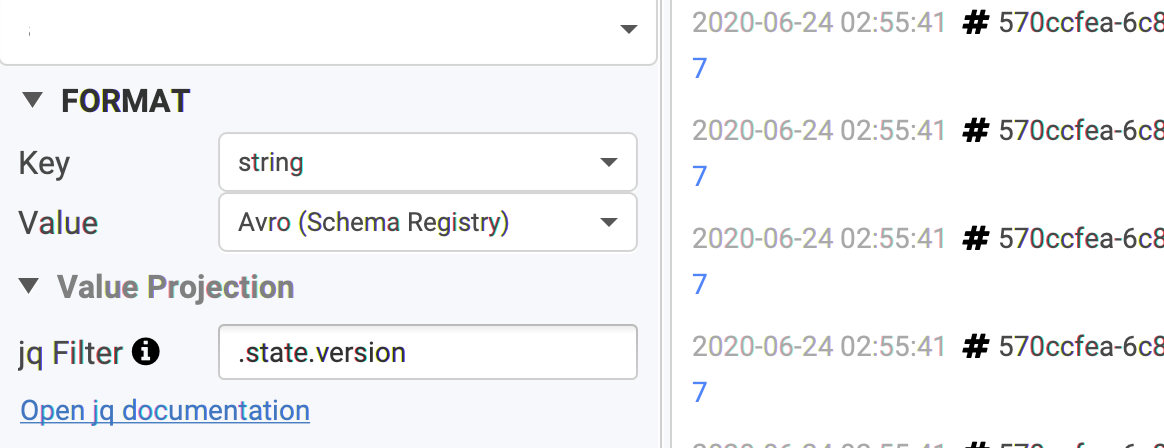 FORMAT
Key
string
Value
Avro (Schema Registry)
Value Projection
jq Filter
.state.version
Open jq documentation
2020-06-24 02:55:41 # 570ccfea-6c8
7
2020-06-24 02:55:41 # 570ccfea-6c8
7
2020-06-24 02:55:41 # 570ccfea-6c8
7
2020-06-24 02:55:41 # 570ccfea-6c8
7